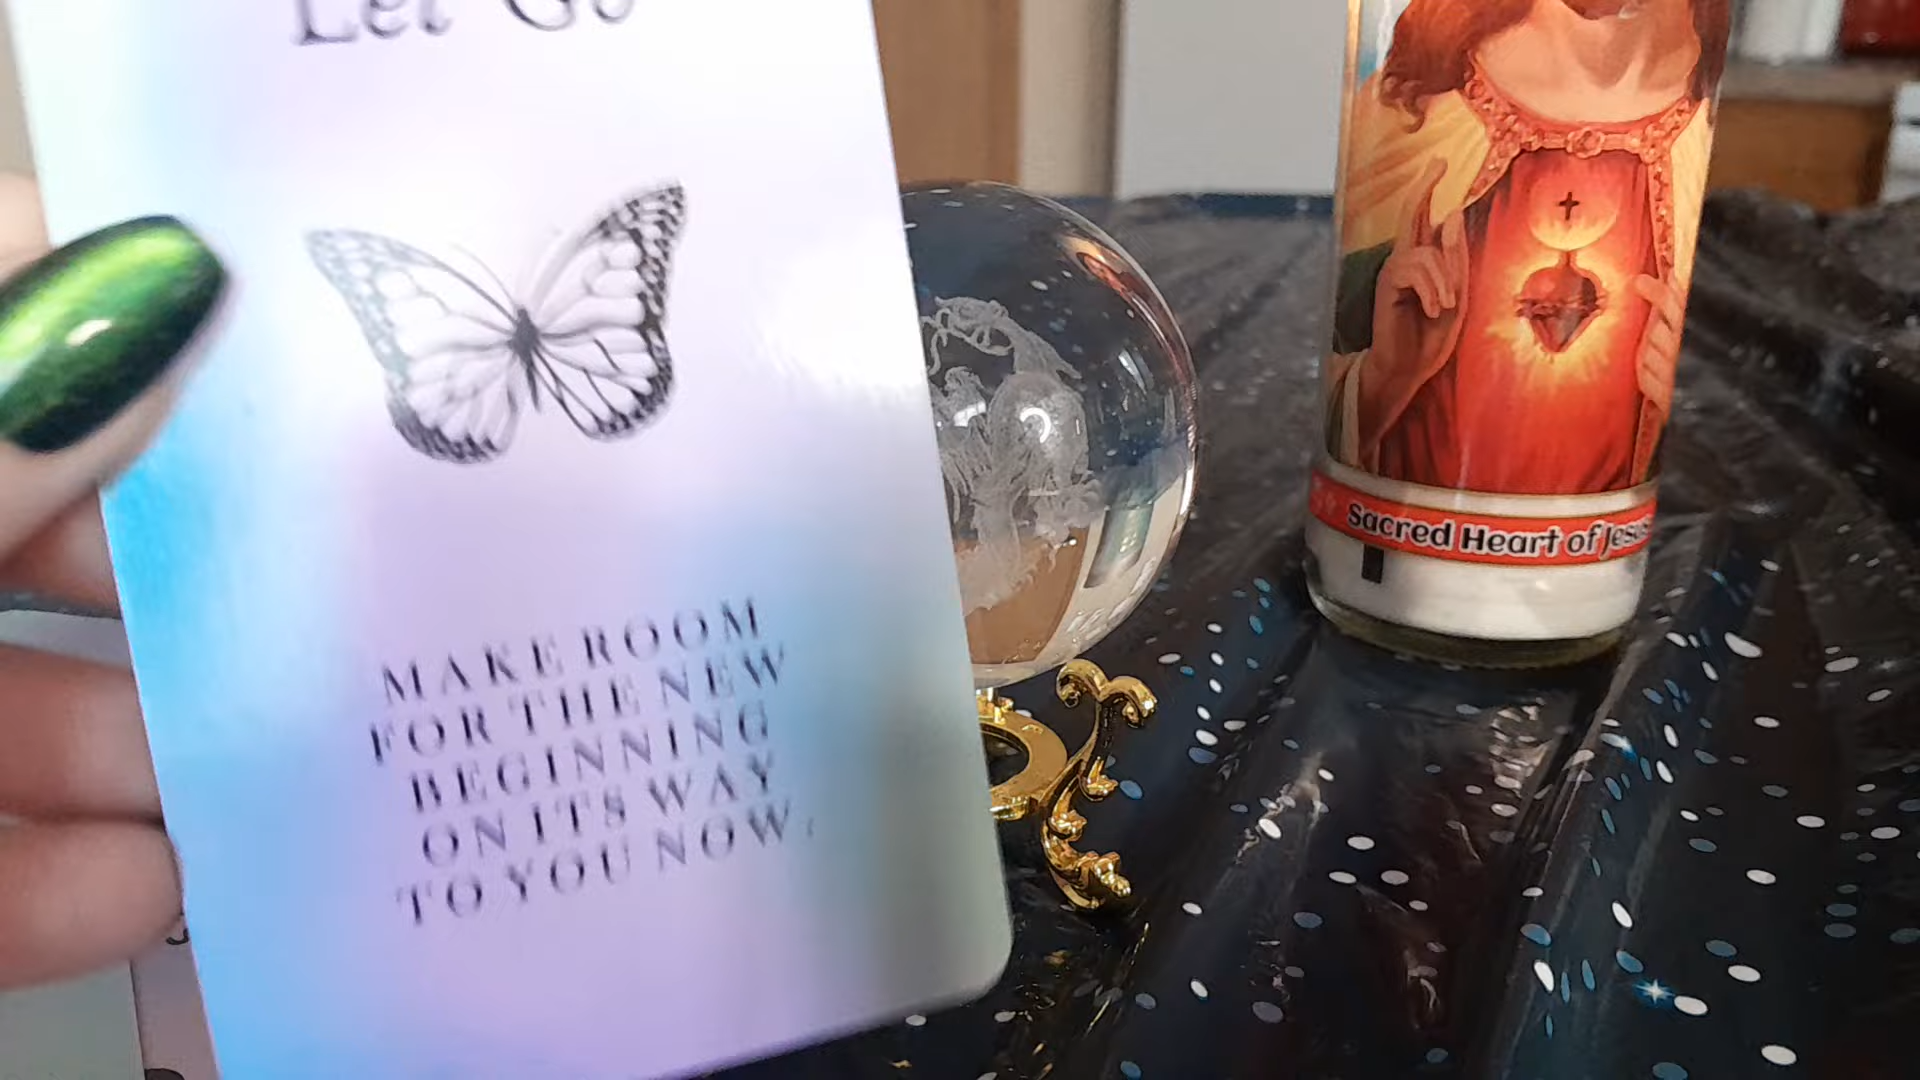 Let Go
MAKE ROOM
FOR THE NEW
BEGINNING
ON ITS WAY
TO YOU NOW.
Sacred Heart of Jesus